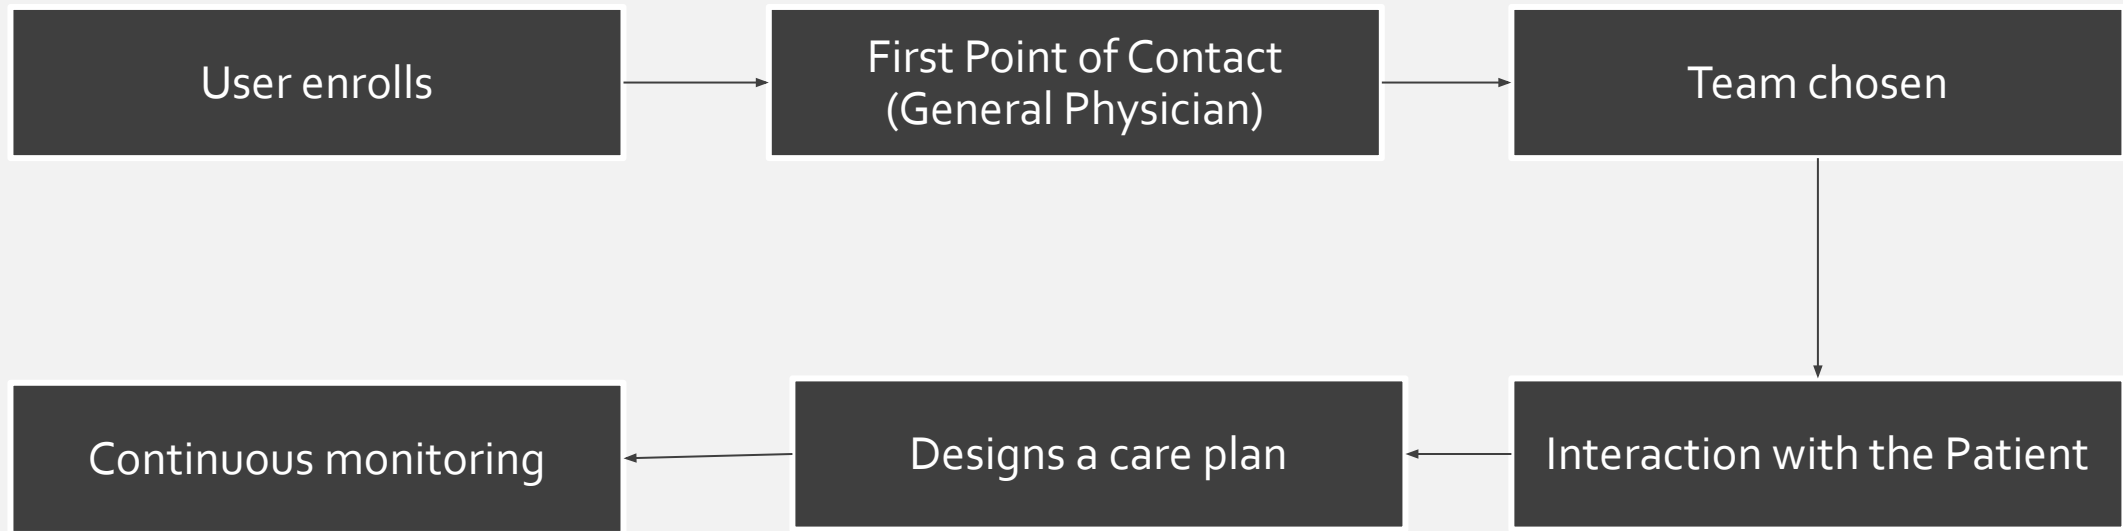 User enrolls
First Point of Contact
(General Physician)
Team chosen
Interaction with the Patient
Designs a care plan
Continuous monitoring